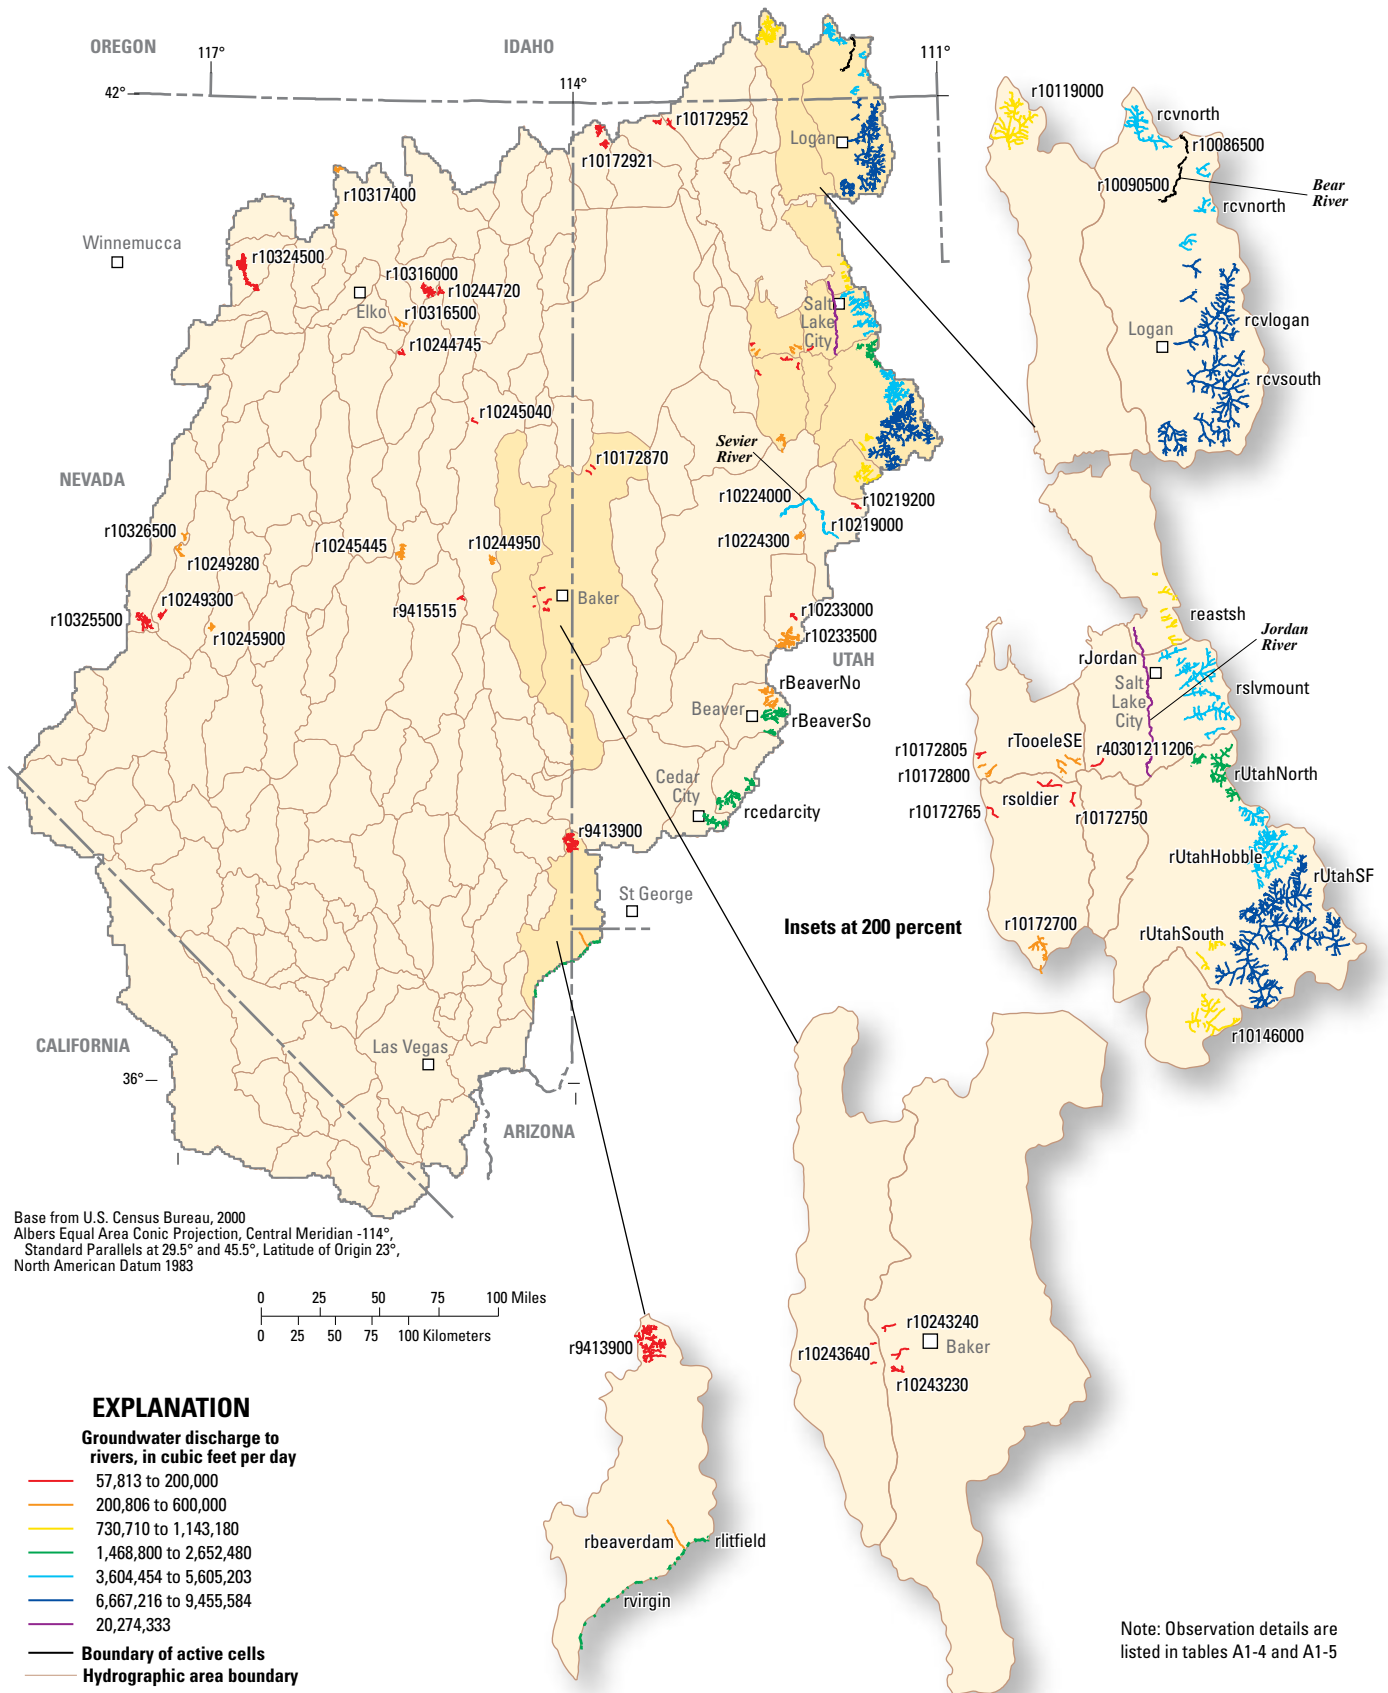 OREGON
IDAHO
117°
114°
111°
42°
r10119000
rcvnorth
r10086500
r10090500
Bear
River
rcvnorth
Logan
rcvlogan
rcvsouth
r10172952
r10172921
Logan
r10317400
Winnemucca
r10324500
r10316000
r10244720
Elko
r10316500
r10244745
Salt
Lake
City
r10245040
r10172870
Sevier
River
NEVADA
r10224000
r10219200
r10219000
r10224300
r10326500
r10249280
r10245445
r10244950
r10249300
r10325500
r10245900
r9415515
Baker
r10233000
r10233500
UTAH
rBeaverNo
Beaver
rBeaverSo
Cedar
City
rcedarcity
r9413900
St George
Insets at 200 percent
reastsh
Jordan
River
rJordan
Salt
Lake
City
rslvmount
rTooeleSE
r40301211206
r10172805
r10172800
rUtahNorth
rsoldier
r10172765
r10172750
rUtahHobble
rUtahSF
r10172700
rUtahSouth
r10146000
CALIFORNIA
Las Vegas
36°
ARIZONA
Base from U.S. Census Bureau, 2000
Albers Equal Area Conic Projection, Central Meridian -114°,
Standard Parallels at 29.5° and 45.5°, Latitude of Origin 23°,
North American Datum 1983
0 25 50 75 100 Miles
0 25 50 75 100 Kilometers
r9413900
r10243240
Baker
r10243640
r10243230
rbeaverdam
rlitfield
rvirgin
EXPLANATION
Groundwater discharge to
rivers, in cubic feet per day
57,813 to 200,000
200,806 to 600,000
730,710 to 1,143,180
1,468,800 to 2,652,480
3,604,454 to 5,605,203
6,667,216 to 9,455,584
20,274,333
Boundary of active cells
Hydrographic area boundary
Note: Observation details are
listed in tables A1-4 and A1-5